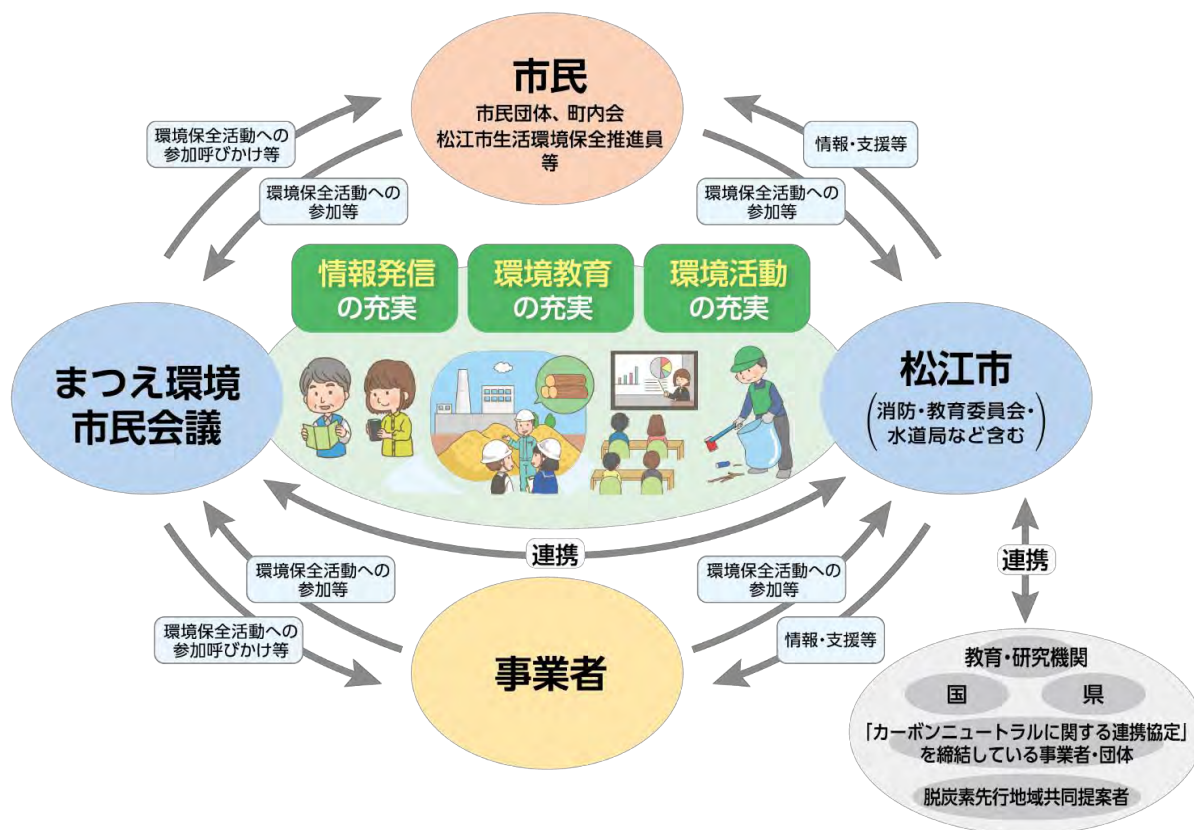 市民
市民団体、町内会
松江市生活環境保全推進員
等
環境保全活動への
参加呼びかけ等
環境保全活動への
参加等
情報・支援等
環境保全活動への
参加等
情報発信
の充実
環境教育
の充実
環境活動
の充実
まつえ環境
市民会議
松江市
(消防・教育委員会・
水道局など含む)
連携
環境保全活動への
参加等
環境保全活動への
参加呼びかけ等
事業者
環境保全活動への
参加等
情報・支援等
連携
教育・研究機関
国
県
「カーボンニュートラルに関する連携協定」
を締結している事業者・団体
脱炭素先行地域共同提案者